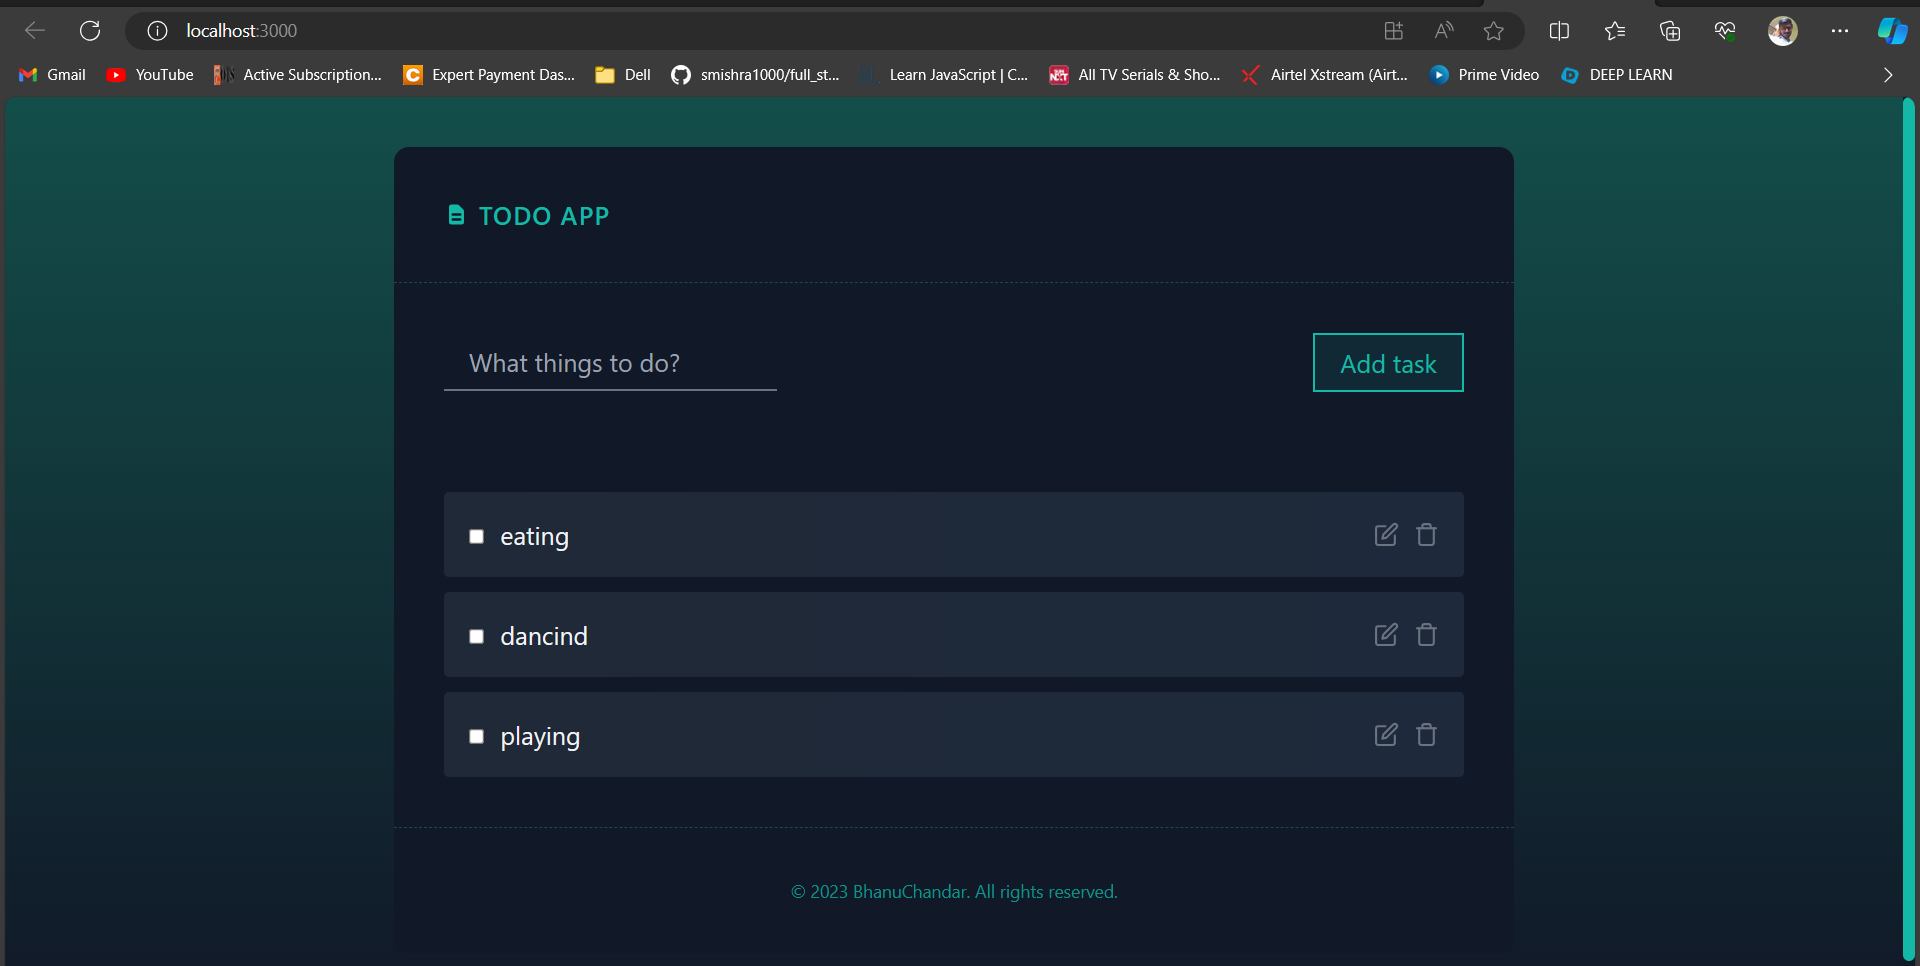 localhost:3000
Gmail YouTube Active Subscription... Expert Payment Das... Dell smishra1000/full_st... Learn JavaScript | C... All TV Serials & Sho... Airtel Xstream (Airt... Prime Video DEEP LEARN
TODO APP
What things to do? Add task
eating
dancind
playing
© 2023 BhanuChandar. All rights reserved.